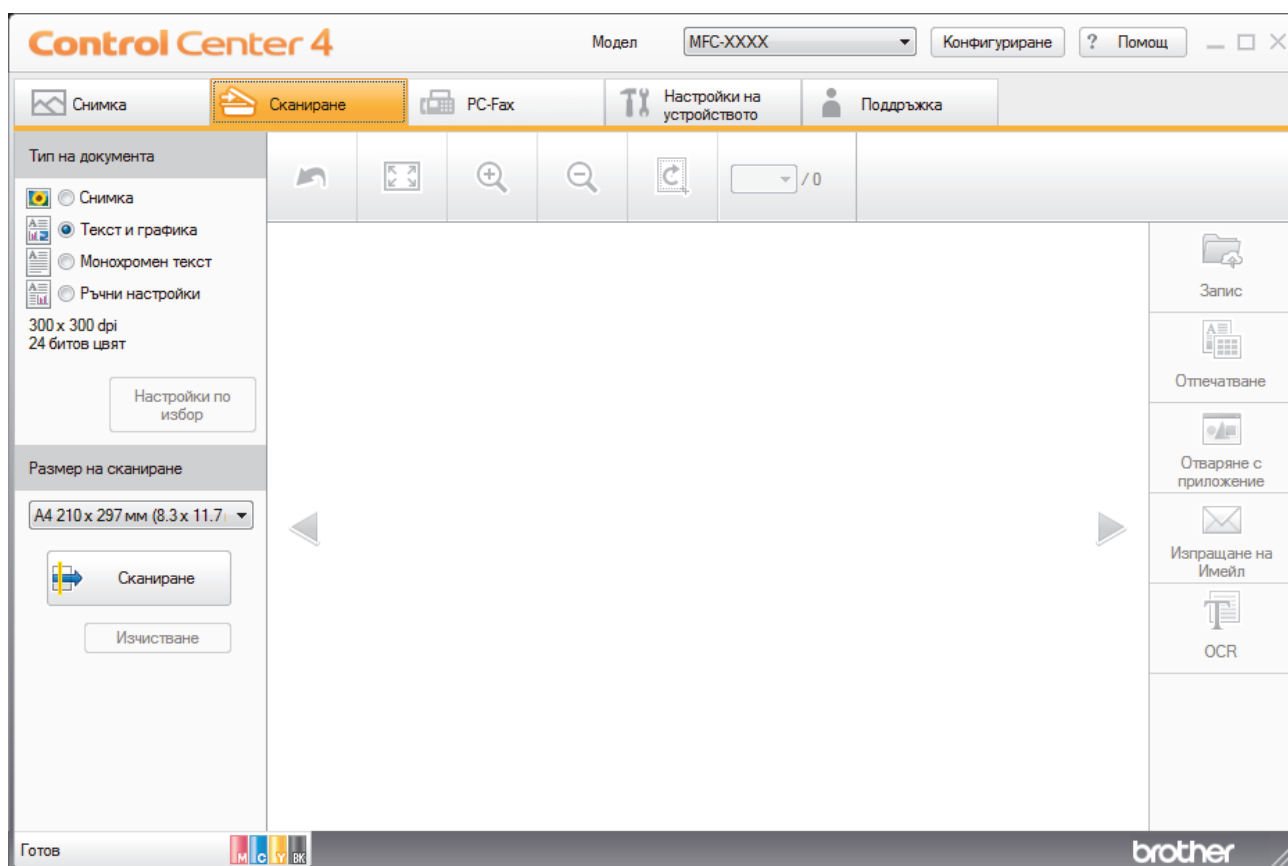 Control Center 4
Модел
MFC-XXXX
Конфигуриране
? Помощ
Снимка
Сканиране
PC-Fax
Настройки на
устройството
Поддръжка
Тип на документа
Снимка
Текст и графика
Монохромен текст
Ръчни настройки
300 x 300 dpi
24 битов цвят
Настройки по
избор
/ 0
Размер на сканиране
A4 210 x 297 мм (8.3 x 11.7
Сканиране
Изчистване
Запис
Отпечатване
Отваряне с
приложение
Изпращане на
Имейл
OCR
Готов
M C Y BK
brother